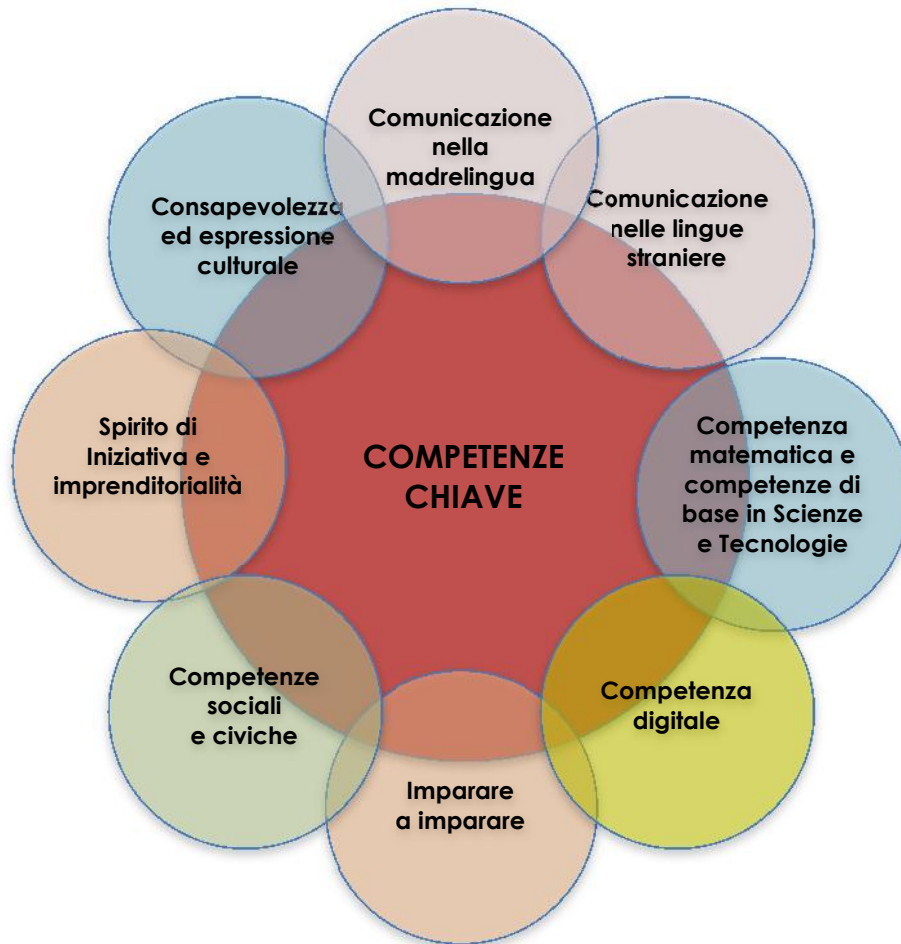 Comunicazione
nella
madrelingua
Comunicazione
nelle lingue
straniere
Competenza
matematica e
competenze di
base in Scienze
e Tecnologie
Competenza
digitale
Imparare
a imparare
Competenze
sociali
e civiche
Spirito di
Iniziativa e
imprenditorialità
Consapevolezza
ed espressione
culturale
COMPETENZE
CHIAVE